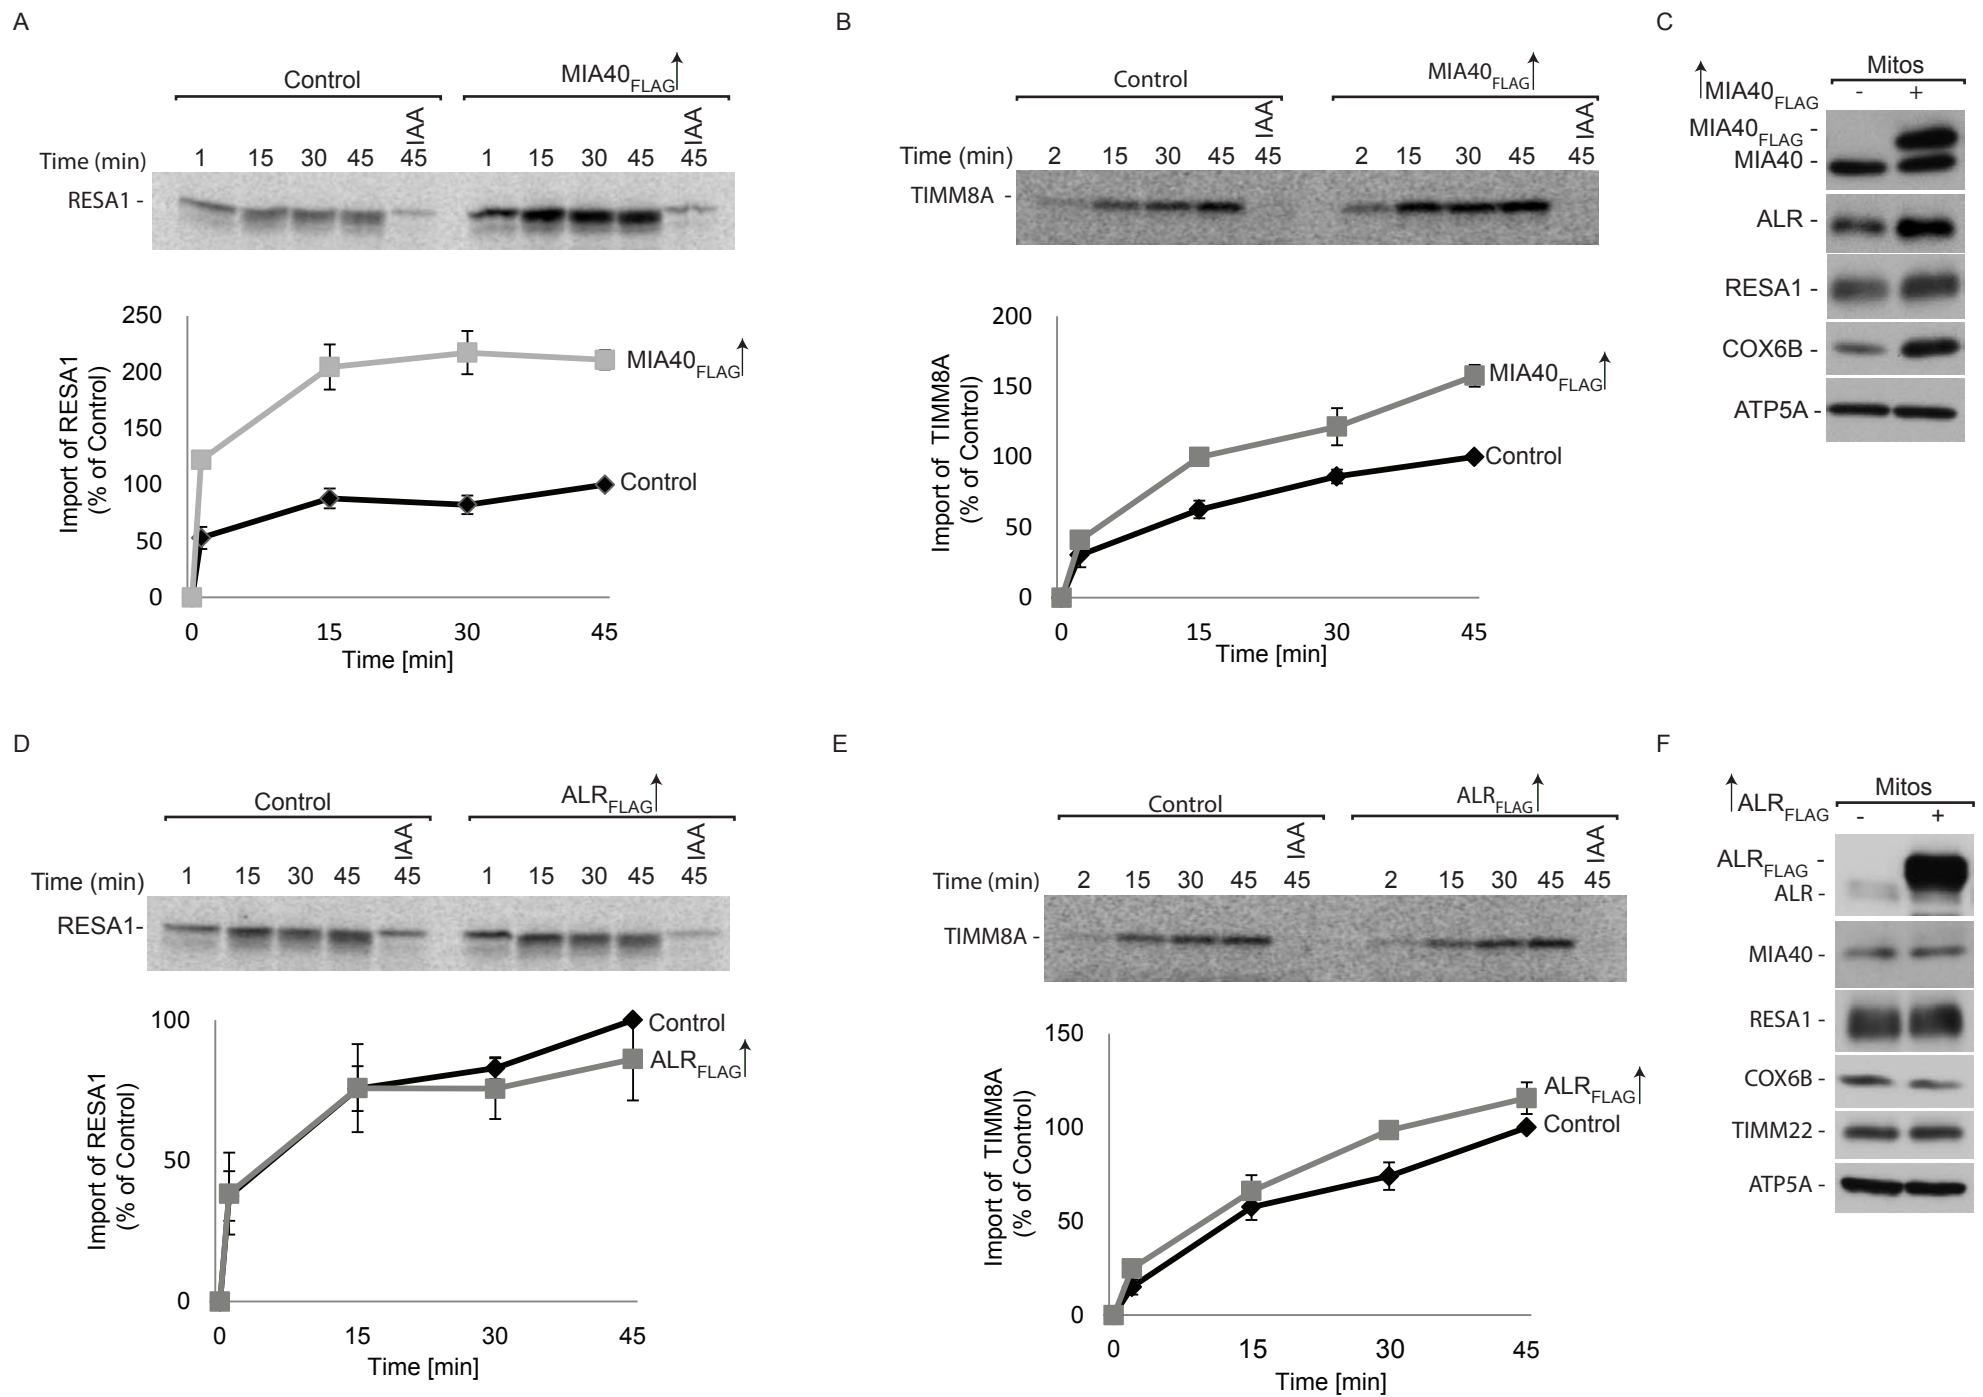 A
Control MIA40FLAG↑
IAA IAA
Time (min) 1 15 30 45 45 1 15 30 45 45
RESA1 -
250
200
150
100
50
0
Import of RESA1
(% of Control)
MIA40FLAG↑
Control
0 15 30 45
Time [min]
B
Control MIA40FLAG↑
IAA IAA
Time (min) 2 15 30 45 45 2 15 30 45 45
TIMM8A -
200
150
100
50
0
Import of TIMM8A
(% of Control)
MIA40FLAG↑
Control
0 15 30 45
Time [min]
C
Mitos
↑MIA40FLAG - +
MIA40FLAG -
MIA40 -
ALR -
RESA1 -
COX6B -
ATP5A -
D
Control ALRFLAG↑
IAA IAA
Time (min) 1 15 30 45 45 1 15 30 45 45
RESA1-
100
50
0
Import of RESA1
(% of Control)
Control
ALRFLAG↑
0 15 30 45
Time [min]
E
Control ALRFLAG↑
IAA IAA
Time (min) 2 15 30 45 45 2 15 30 45 45
TIMM8A -
150
100
50
0
Import of TIMM8A
(% of Control)
ALRFLAG↑
Control
0 15 30 45
Time [min]
F
Mitos
↑ALRFLAG - +
ALRFLAG -
ALR -
MIA40 -
RESA1 -
COX6B -
TIMM22 -
ATP5A -